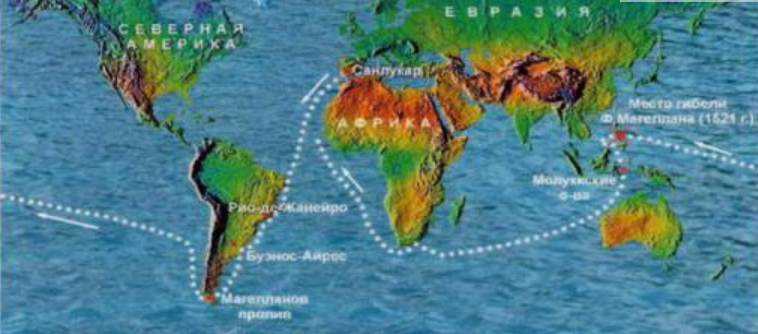 ЕВРАЗИЯ
СЕВЕРНАЯ
АМЕРИКА
Санлукар
Место гибели
Ф.Магеллана (1521 г.)
АФРИКА
Молуккские
о-ва
Рио-де-Жанейро
Буэнос-Айрес
Магелланов
пролив